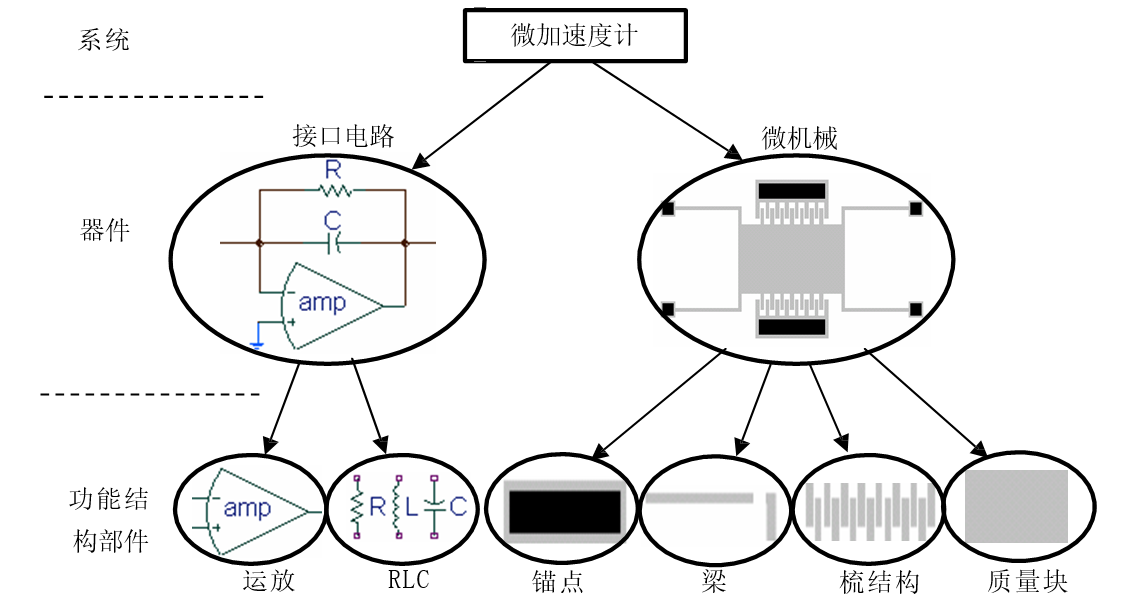 系统
微加速度计
接口电路
微机械
器件
R
C
amp
功能结
构部件
amp
R L C
运放
RLC
锚点
梁
梳结构
质量块